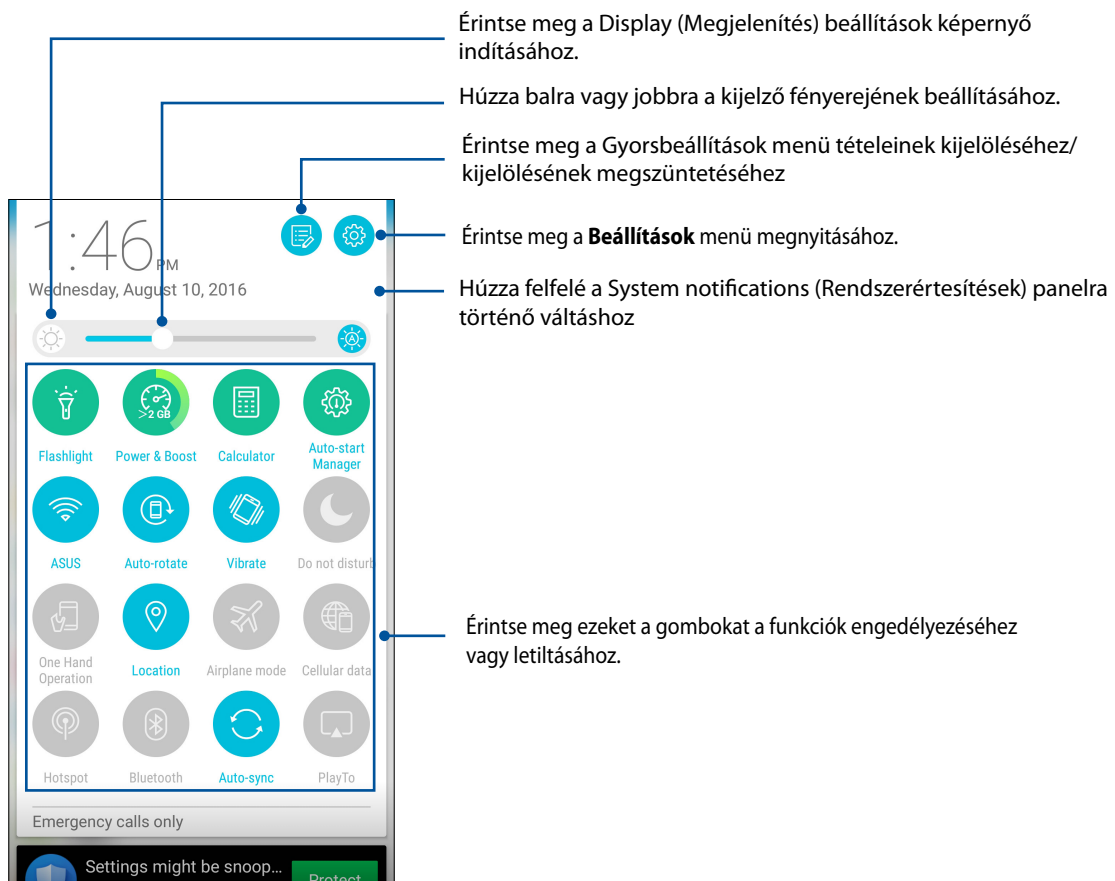 Érintse meg a Display (Megjelenítés) beállítások képernyő
indításához.
Húzza balra vagy jobbra a kijelző fényerejének beállításához.
Érintse meg a Gyorsbeállítások menü tételeinek kijelöléséhez/
kijelölésének megszüntetéséhez
Érintse meg a Beállítások menü megnyitásához.
Húzza felfelé a System notifications (Rendszerértesítések) panelra
történő váltáshoz
Érintse meg ezeket a gombokat a funkciók engedélyezéséhez
vagy letiltásához.
1:46 PM
Wednesday, August 10, 2016
A
>2 GB
Flashlight
Power & Boost
Calculator
Auto-start
Manager
ASUS
Auto-rotate
Vibrate
Do not disturb
One Hand
Operation
Location
Airplane mode
Cellular data
Hotspot
Bluetooth
Auto-sync
PlayTo
Emergency calls only
Settings might be snoop...
Protect